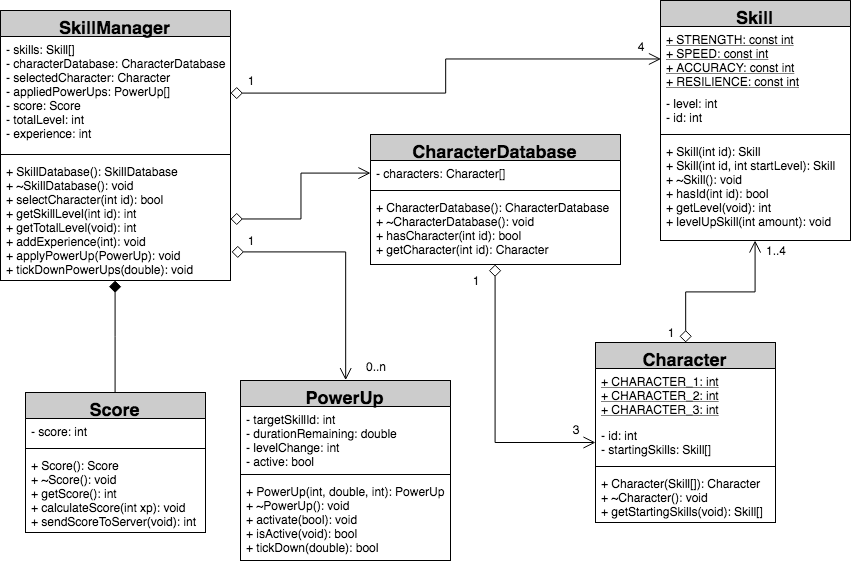 SkillManager
- skills: Skill[]
- characterDatabase: CharacterDatabase
- selectedCharacter: Character
- appliedPowerUps: PowerUp[]
- score: Score
- totalLevel: int
- experience: int
+ SkillDatabase(): SkillDatabase
+ ~SkillDatabase(): void
+ selectCharacter(int id): bool
+ getSkillLevel(int id): int
+ getTotalLevel(void): int
+ addExperience(int): void
+ applyPowerUp(PowerUp): void
+ tickDownPowerUps(double): void
1
4
1
Skill
+ STRENGTH: const int
+ SPEED: const int
+ ACCURACY: const int
+ RESILIENCE: const int
- level: int
- id: int
+ Skill(int id): Skill
+ Skill(int id, int startLevel): Skill
+ ~Skill(): void
+ hasId(int id): bool
+ getLevel(void): int
+ levelUpSkill(int amount): void
CharacterDatabase
- characters: Character[]
+ CharacterDatabase(): CharacterDatabase
+ ~CharacterDatabase(): void
+ hasCharacter(int id): bool
+ getCharacter(int id): Character
1
3
1..4
1
0..n
Score
- score: int
+ Score(): Score
+ ~Score(): void
+ getScore(): int
+ calculateScore(int xp): void
+ sendScoreToServer(void): int
PowerUp
- targetSkillId: int
- durationRemaining: double
- levelChange: int
- active: bool
+ PowerUp(int, double, int): PowerUp
+ ~PowerUp(): void
+ activate(bool): void
+ isActive(void): bool
+ tickDown(double): bool
Character
+ CHARACTER_1: int
+ CHARACTER_2: int
+ CHARACTER_3: int
- id: int
- startingSkills: Skill[]
+ Character(Skill[]): Character
+ ~Character(): void
+ getStartingSkills(void): Skill[]